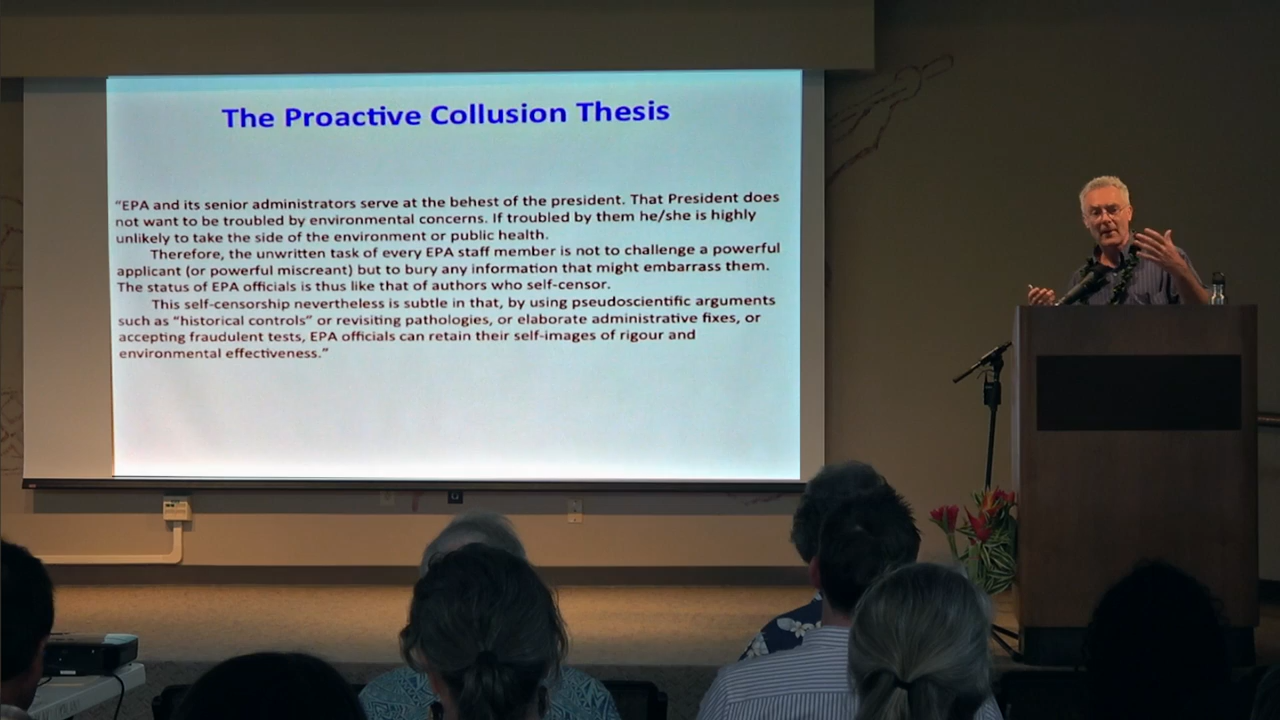 The Proactive Collusion Thesis
“EPA and its senior administrators serve at the behest of the president. That President does
not want to be troubled by environmental concerns. If troubled by them he/she is highly
unlikely to take the side of the environment or public health.
Therefore, the unwritten task of every EPA staff member is not to challenge a powerful
applicant (or powerful miscreant) but to bury any information that might embarrass them.
The status of EPA officials is thus like that of authors who self-censor.
This self-censorship nevertheless is subtle in that, by using pseudoscientific arguments
such as “historical controls” or revisiting pathologies, or elaborate administrative fixes, or
accepting fraudulent tests, EPA officials can retain their self-images of rigour and
environmental effectiveness.”